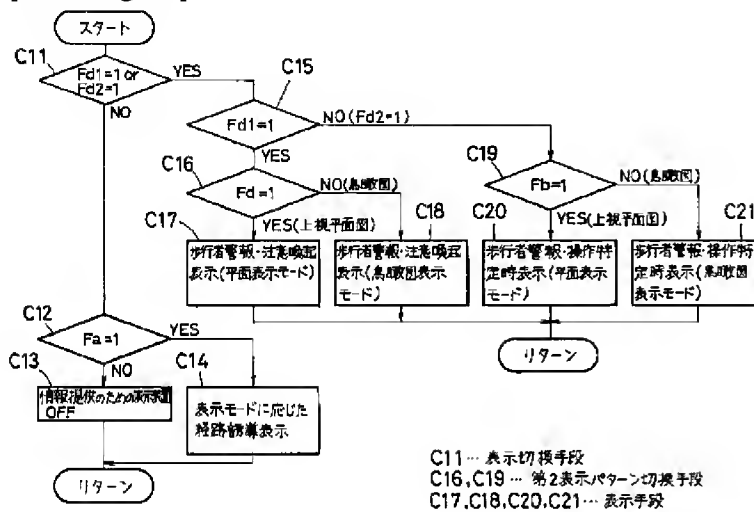 スタート
C11
Fd1=1 or
Fd2=1
YES
NO
C15
Fd1=1
NO(Fd2=1)
YES
C16
Fd=1
NO(鳥瞰図)
YES(上視平面図)
C19
Fb=1
NO(鳥瞰図)
YES(上視平面図)
C17
歩行者警報・注意喚起
表示(平面表示モード)
C18
歩行者警報・注意喚起
表示(鳥瞰図表示
モード)
C20
歩行者警報・操作特
定時表示(平面表示
モード)
C21
歩行者警報・操作特
定時表示(鳥瞰図
表示モード)
リターン
C12
Fa=1
YES
NO
C13
情報提供のための表示装置
OFF
C14
表示モードに応じた
経路誘導表示
リターン
C11… 表示切換手段
C16,C19… 第2表示パターン切換手段
C17,C18,C20,C21… 表示手段